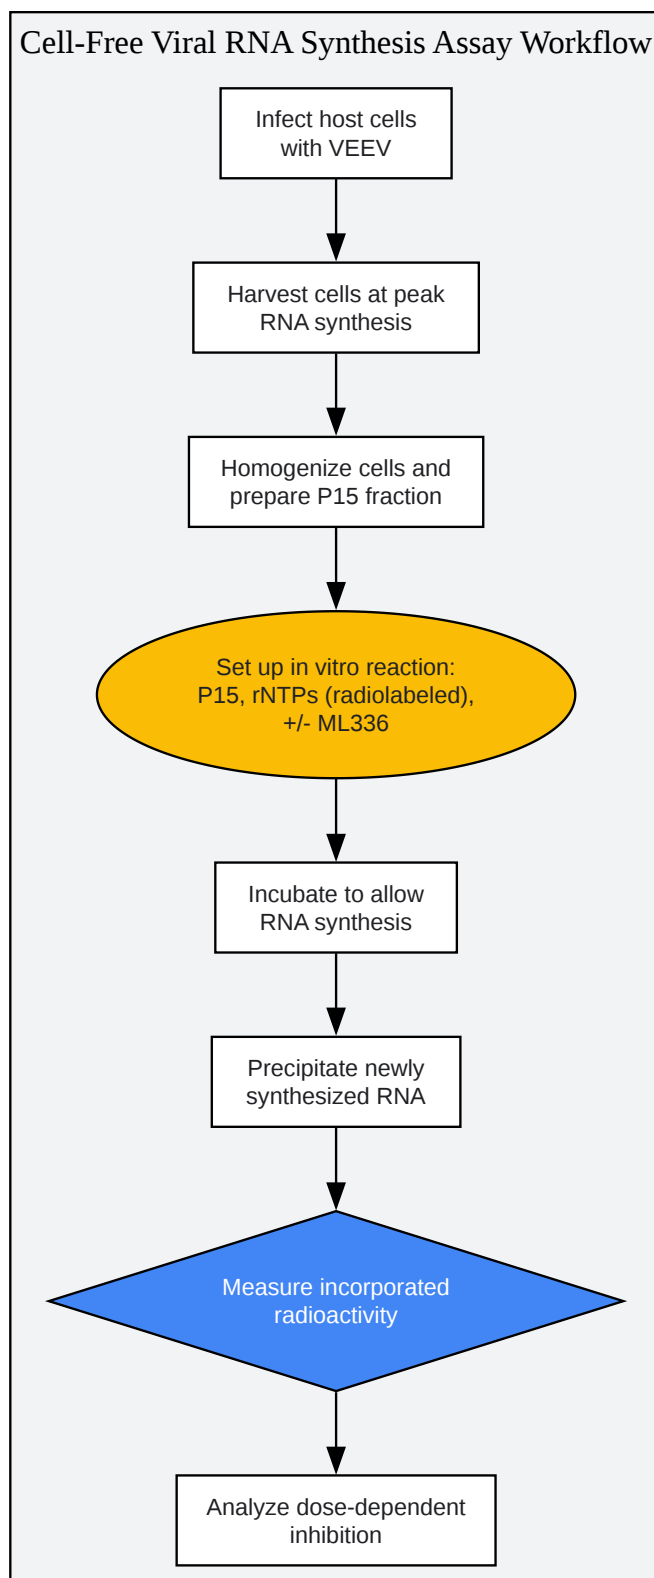 Cell-Free Viral RNA Synthesis Assay Workflow
Infect host cells
with VEEV
Harvest cells at peak
RNA synthesis
Homogenize cells and
prepare P15 fraction
Set up in vitro reaction:
P15, rNTPs (radiolabeled),
+/- ML336
Incubate to allow
RNA synthesis
Precipitate newly
synthesized RNA
Measure incorporated
radioactivity
Analyze dose-dependent
inhibition